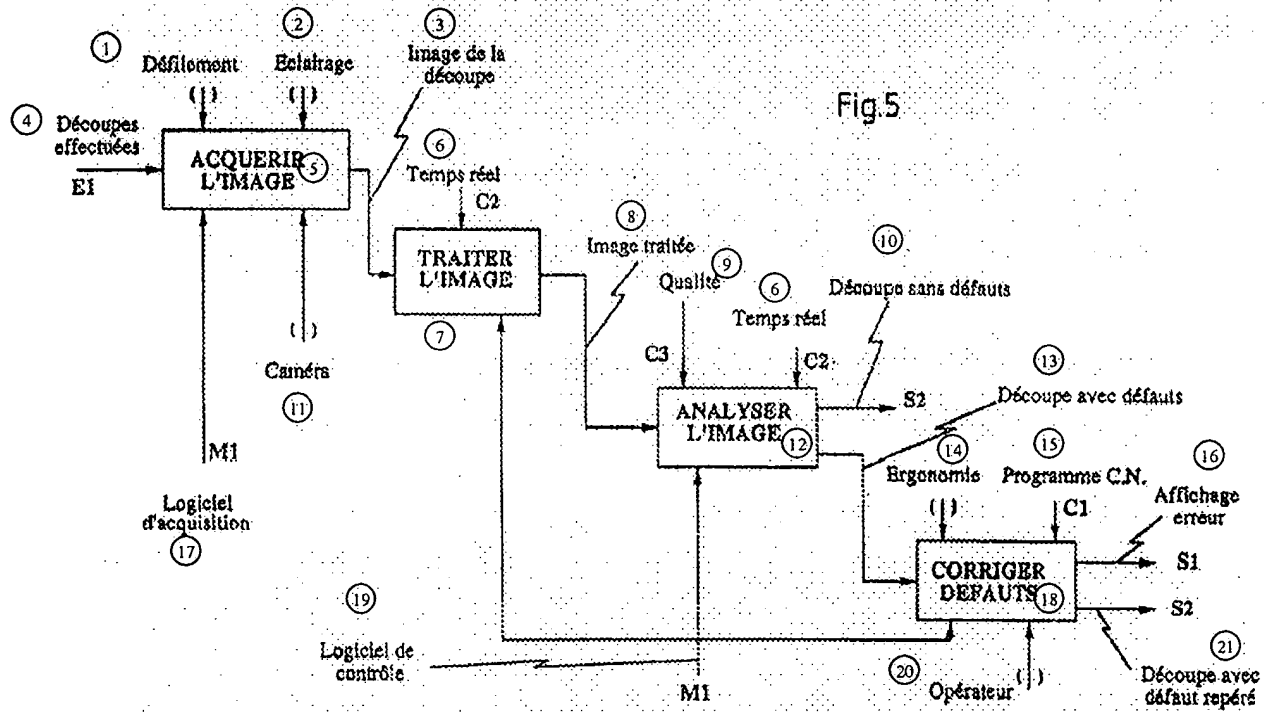 1
2
3
Défilement
Eclairage
Image de la
découpe
( )
( )
Fig.5
4
Découpes
effectuées
E1
ACQUERIR
L'IMAGE
5
6
Temps réel
C2
TRAITER
L'IMAGE
7
8
Image traitée
9
Qualité
C3
6
Temps réel
C2
10
Découpe sans défauts
S2
( )
Caméra
11
M1
Logiciel
d'acquisition
17
ANALYSER
L'IMAGE
12
13
Découpe avec défauts
14
Ergonomie
( )
15
Programme C.N.
C1
16
Affichage
erreur
S1
CORRIGER
DEFAUTS
18
S2
19
Logiciel de
contrôle
M1
20
Opérateur
( )
21
Découpe avec
défaut repéré